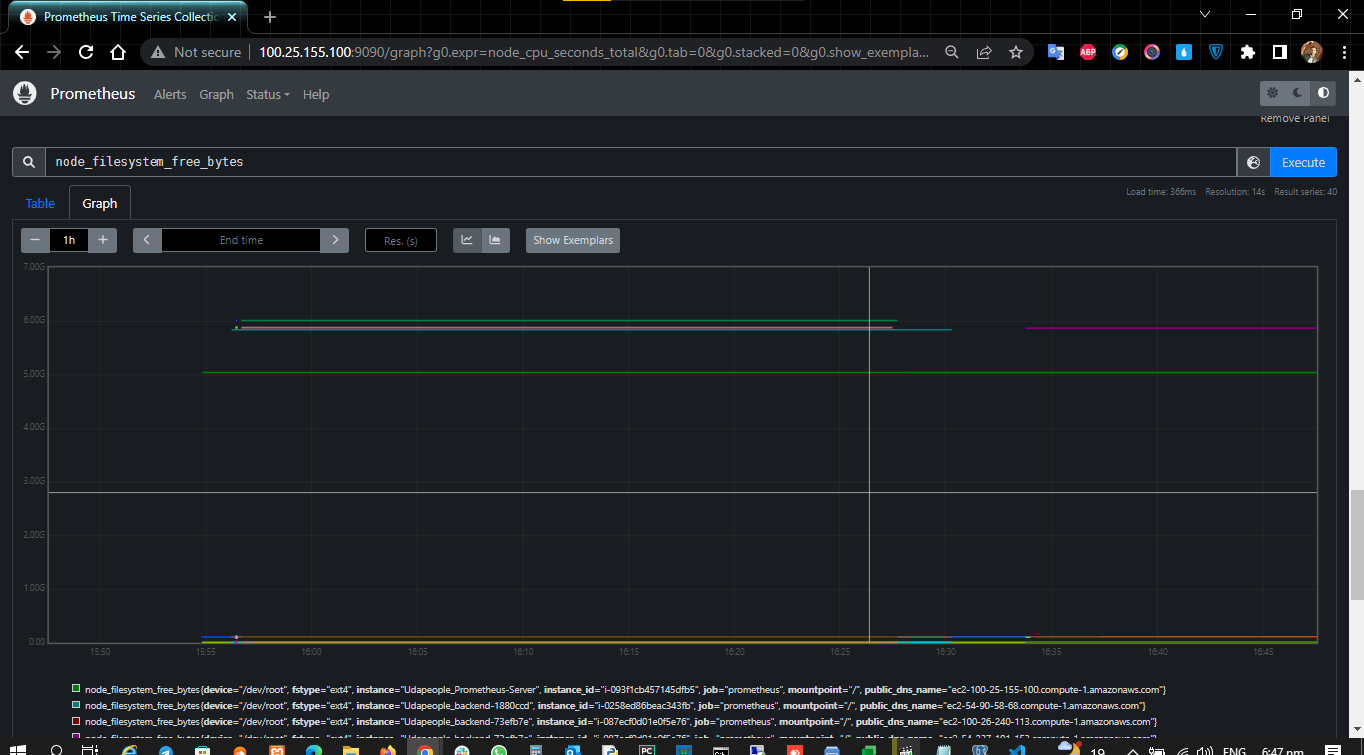 Prometheus Time Series Collectio
Not secure 100.25.155.100:9090/graph?g0.expr=node_cpu_seconds_total&g0.tab=0&g0.stacked=0&g0.show_exempla...
ABP
Prometheus Alerts Graph Status Help
Remove Panel
node_filesystem_free_bytes Execute
Table Graph
Load time: 366ms Resolution: 14s Result series: 40
1h End time Res. (s) Show Exemplars
7.00G
6.00G
5.00G
4.00G
3.00G
2.00G
1.00G
0.00
15:50 15:55 16:00 16:05 16:10 16:15 16:20 16:25 16:30 16:35 16:40 16:45
node_filesystem_free_bytes{device="/dev/root", fstype="ext4", instance="Udapeople_Prometheus-Server", instance_id="i-093f1cb457145dfb5", job="prometheus", mountpoint="/", public_dns_name="ec2-100-25-155-100.compute-1.amazonaws.com"}
node_filesystem_free_bytes{device="/dev/root", fstype="ext4", instance="Udapeople_backend-1880ccd", instance_id="i-0258ed86beac343fb", job="prometheus", mountpoint="/", public_dns_name="ec2-54-90-58-68.compute-1.amazonaws.com"}
node_filesystem_free_bytes{device="/dev/root", fstype="ext4", instance="Udapeople_backend-73efb7e", instance_id="i-087ecf0d01e0f5e76", job="prometheus", mountpoint="/", public_dns_name="ec2-100-26-240-113.compute-1.amazonaws.com"}
PC 19 ENG 6:47 pm